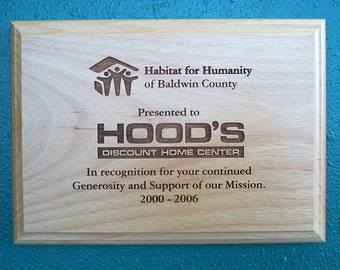 Habitat for Humanity
of Baldwin County
Presented to
HOOD'S
DISCOUNT HOME CENTER
In recognition for your continued
Generosity and Support of our Mission.
2000 - 2006